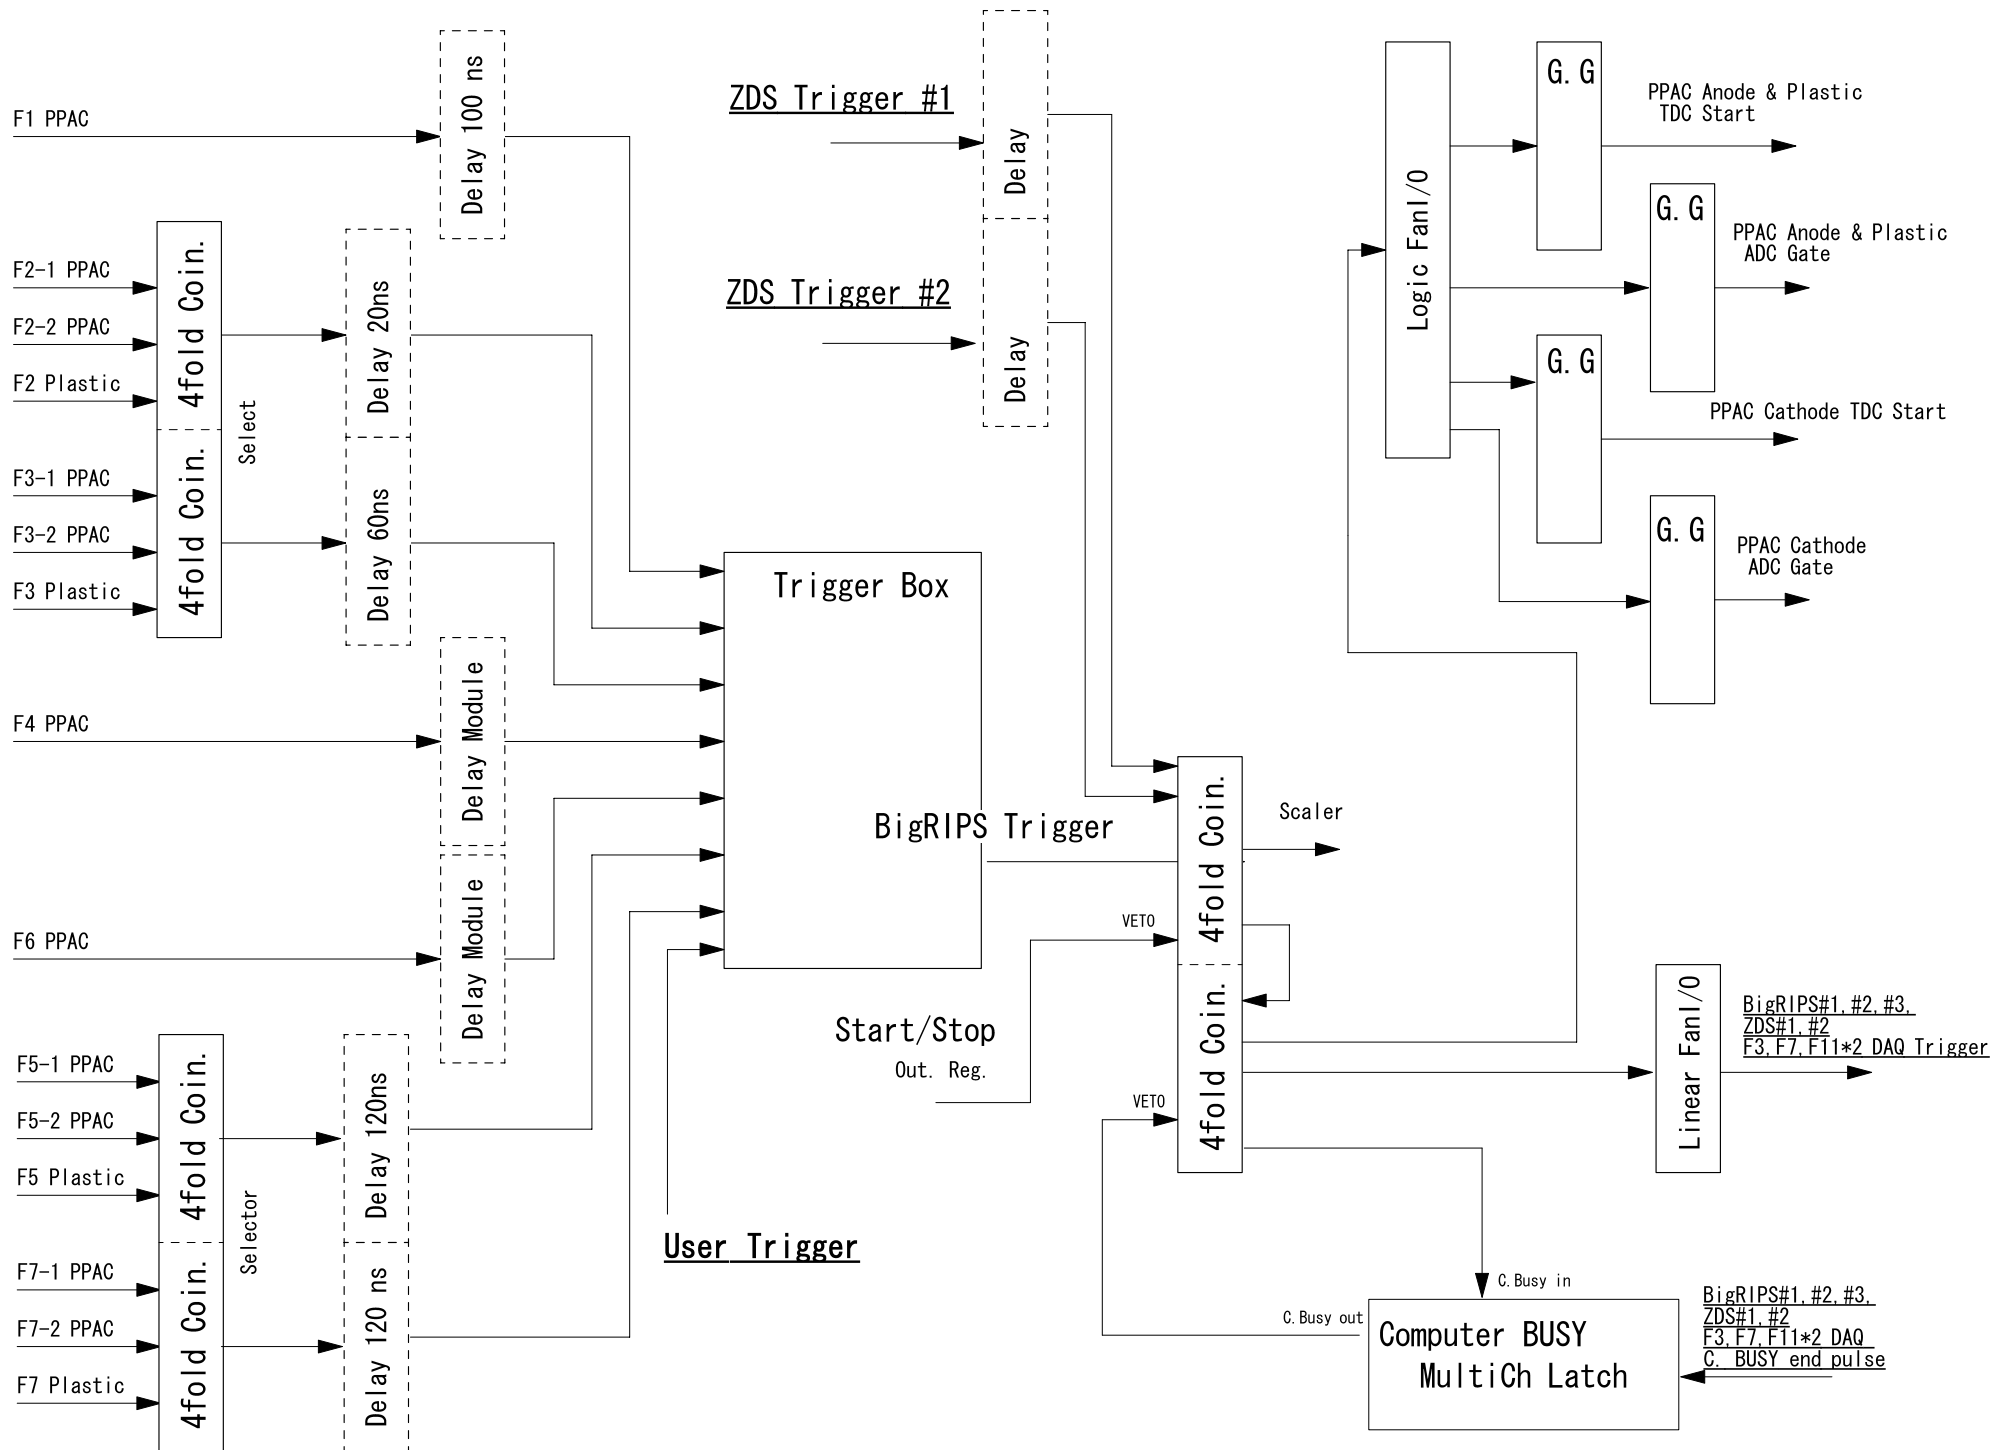 F1 PPAC
Delay 100 ns
F2-1 PPAC
F2-2 PPAC
F2 Plastic
4fold Coin.
Select
Delay 20ns
F3-1 PPAC
F3-2 PPAC
F3 Plastic
4fold Coin.
Delay 60ns
F4 PPAC
Delay Module
F6 PPAC
Delay Module
F5-1 PPAC
F5-2 PPAC
F5 Plastic
4fold Coin.
Selector
Delay 120ns
F7-1 PPAC
F7-2 PPAC
F7 Plastic
4fold Coin.
Delay 120 ns
Trigger Box
BigRIPS Trigger
User Trigger
ZDS Trigger #1
Delay
ZDS Trigger #2
Delay
Start/Stop
Out. Reg.
VETO
4fold Coin.
Scaler
VETO
4fold Coin.
Logic FanI/O
G.G
PPAC Anode & Plastic
TDC Start
G.G
PPAC Anode & Plastic
ADC Gate
G.G
PPAC Cathode TDC Start
G.G
PPAC Cathode
ADC Gate
Linear FanI/O
BigRIPS#1,#2,#3,
ZDS#1,#2
F3,F7,F11*2 DAQ Trigger
C.Busy in
C.Busy out
Computer BUSY
MultiCh Latch
BigRIPS#1,#2,#3,
ZDS#1,#2
F3,F7,F11*2 DAQ
C. BUSY end pulse